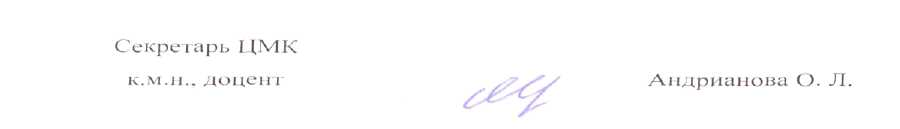 Секретарь ЦМК
к.м.н., доцент Андрианова О. Л.